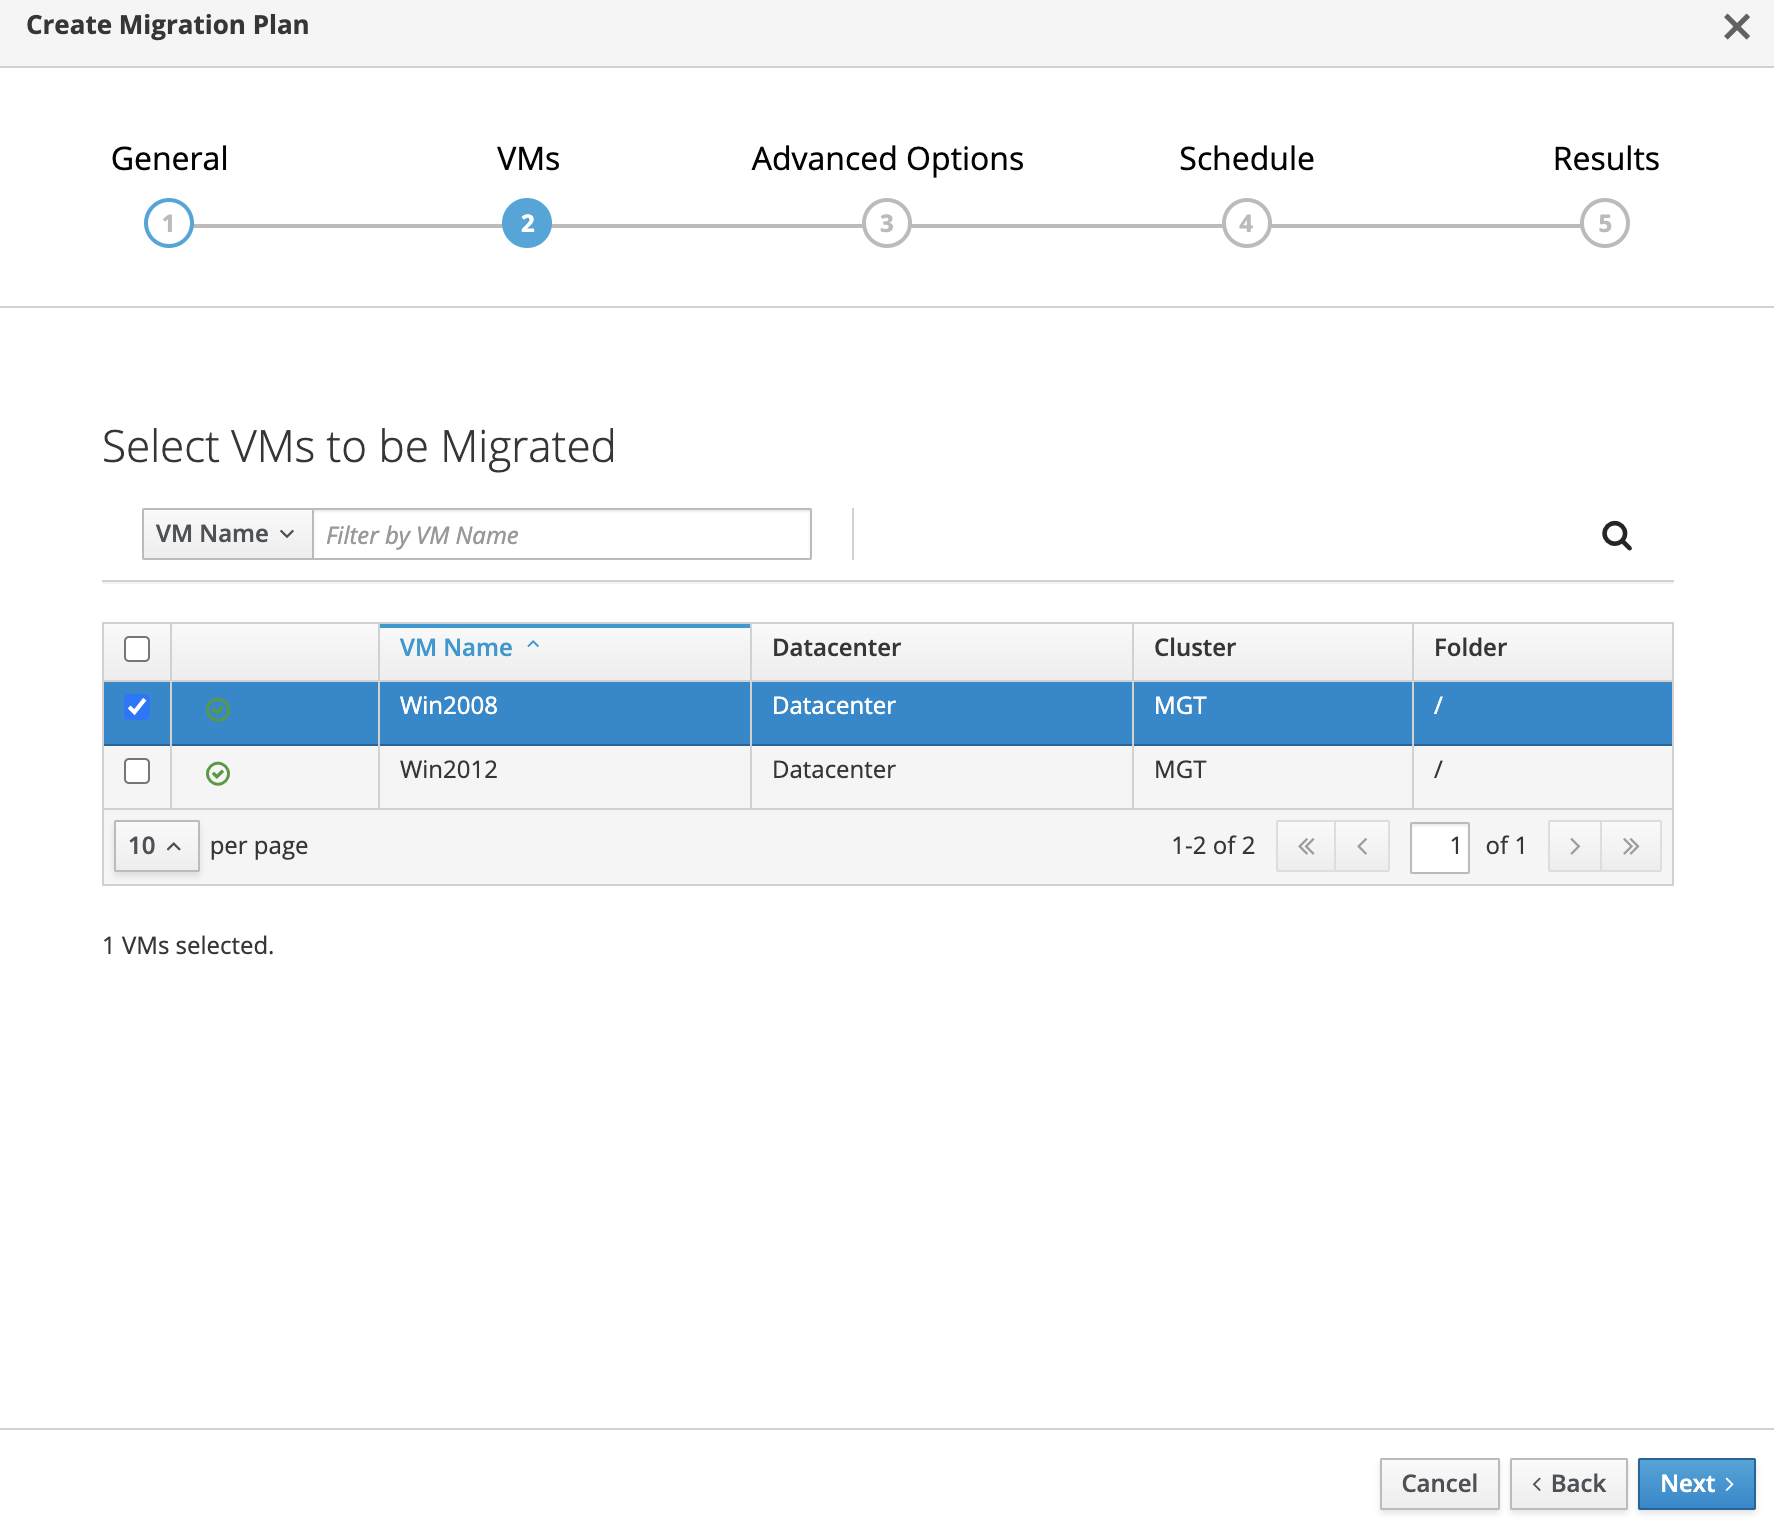 Create Migration Plan
General VMs Advanced Options Schedule Results
1 2 3 4 5
Select VMs to be Migrated
VM Name Filter by VM Name
VM Name Datacenter Cluster Folder
Win2008 Datacenter MGT /
Win2012 Datacenter MGT /
10 per page 1-2 of 2 1 of 1
1 VMs selected.
Cancel Back Next